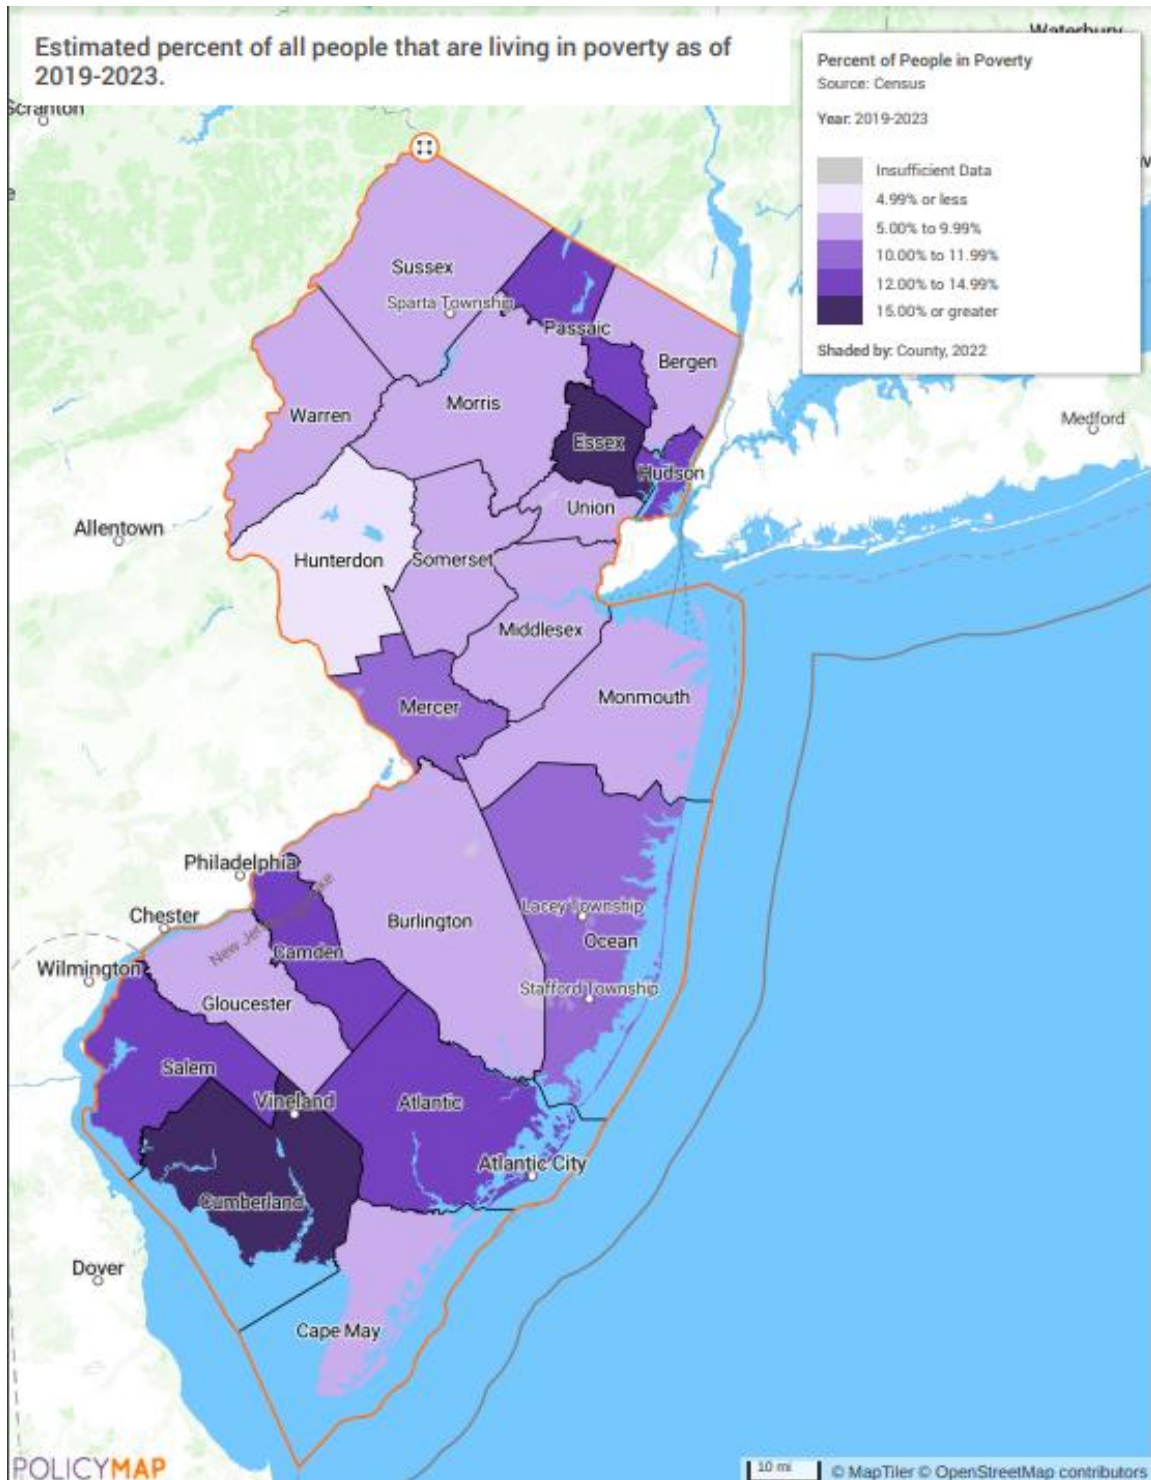 Estimated percent of all people that are living in poverty as of
2019-2023.
Waterbury
Percent of People in Poverty
Source: Census
Year: 2019-2023
Insufficient Data
4.99% or less
5.00% to 9.99%
10.00% to 11.99%
12.00% to 14.99%
15.00% or greater
Shaded by: County, 2022
Scranton
Sussex
Sparta Township
Passaic
Bergen
Morris
Warren
Medford
Essex
Hudson
Union
Allentown
Hunterdon
Somerset
Middlesex
Monmouth
Mercer
Philadelphia
Lacey Township
Chester
Burlington
Ocean
New Je
ke
Camden
Wilmington
Stafford Township
Gloucester
Salem
Vineland
Atlantic
Atlantic City
Cumberland
Dover
Cape May
POLICYMAP
10 mi
© MapTiler © OpenStreetMap contributors